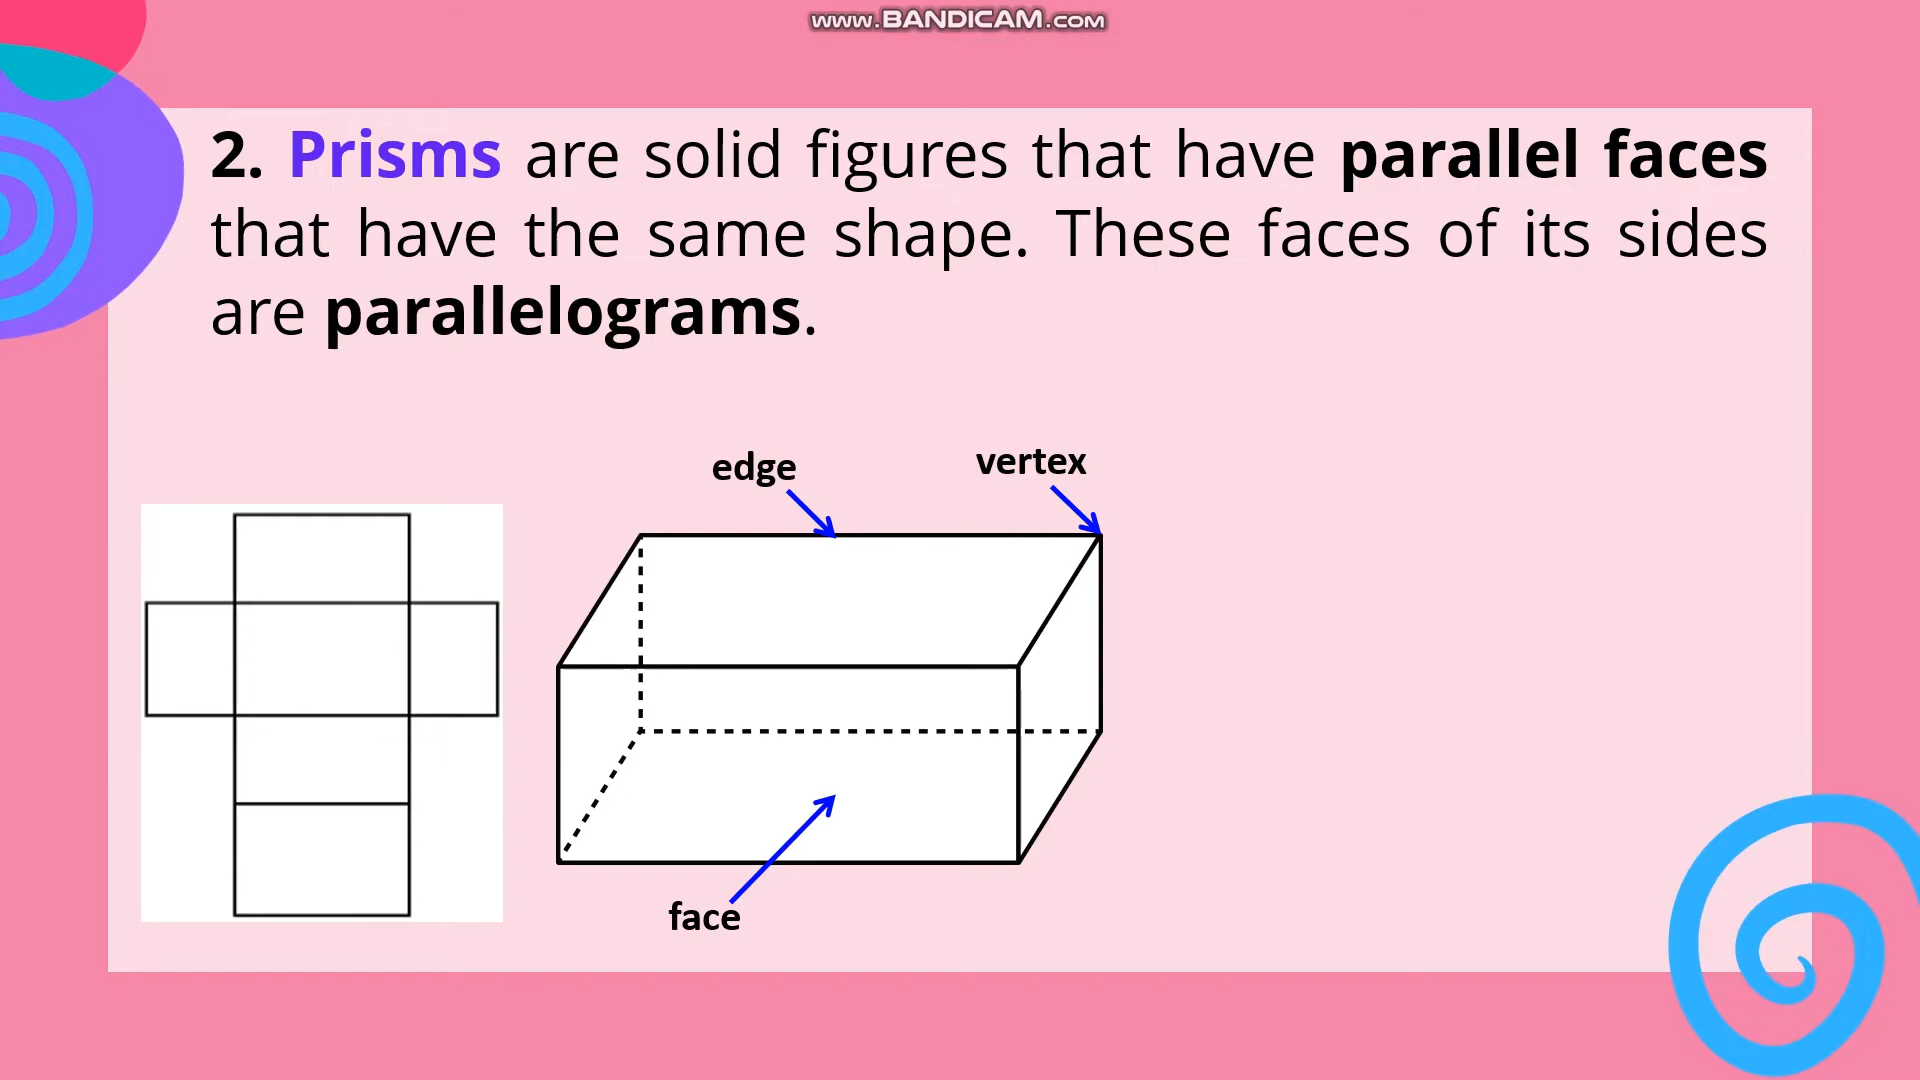 www.BANDICAM.com
2. Prisms are solid figures that have parallel faces
that have the same shape. These faces of its sides
are parallelograms.
edge
vertex
face